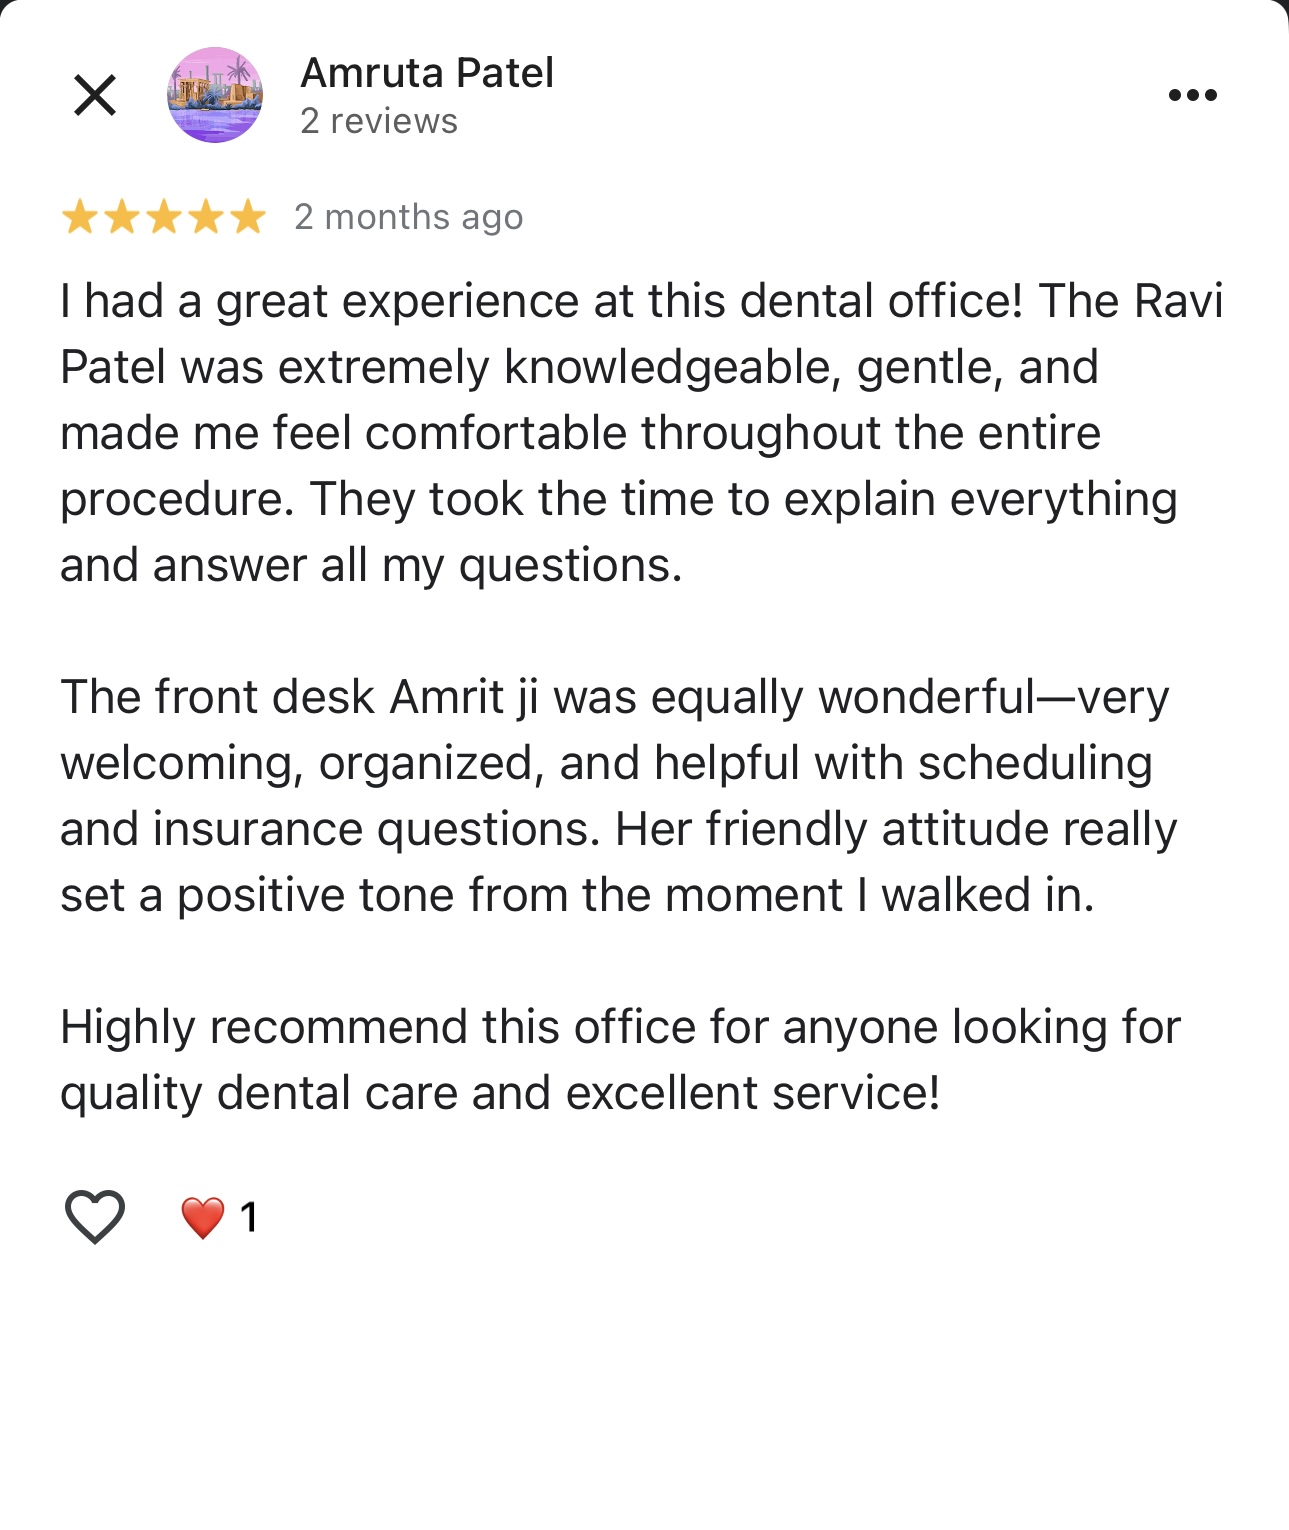 Amruta Patel
2 reviews
2 months ago
I had a great experience at this dental office! The Ravi
Patel was extremely knowledgeable, gentle, and
made me feel comfortable throughout the entire
procedure. They took the time to explain everything
and answer all my questions.
The front desk Amrit ji was equally wonderful—very
welcoming, organized, and helpful with scheduling
and insurance questions. Her friendly attitude really
set a positive tone from the moment I walked in.
Highly recommend this office for anyone looking for
quality dental care and excellent service!
1